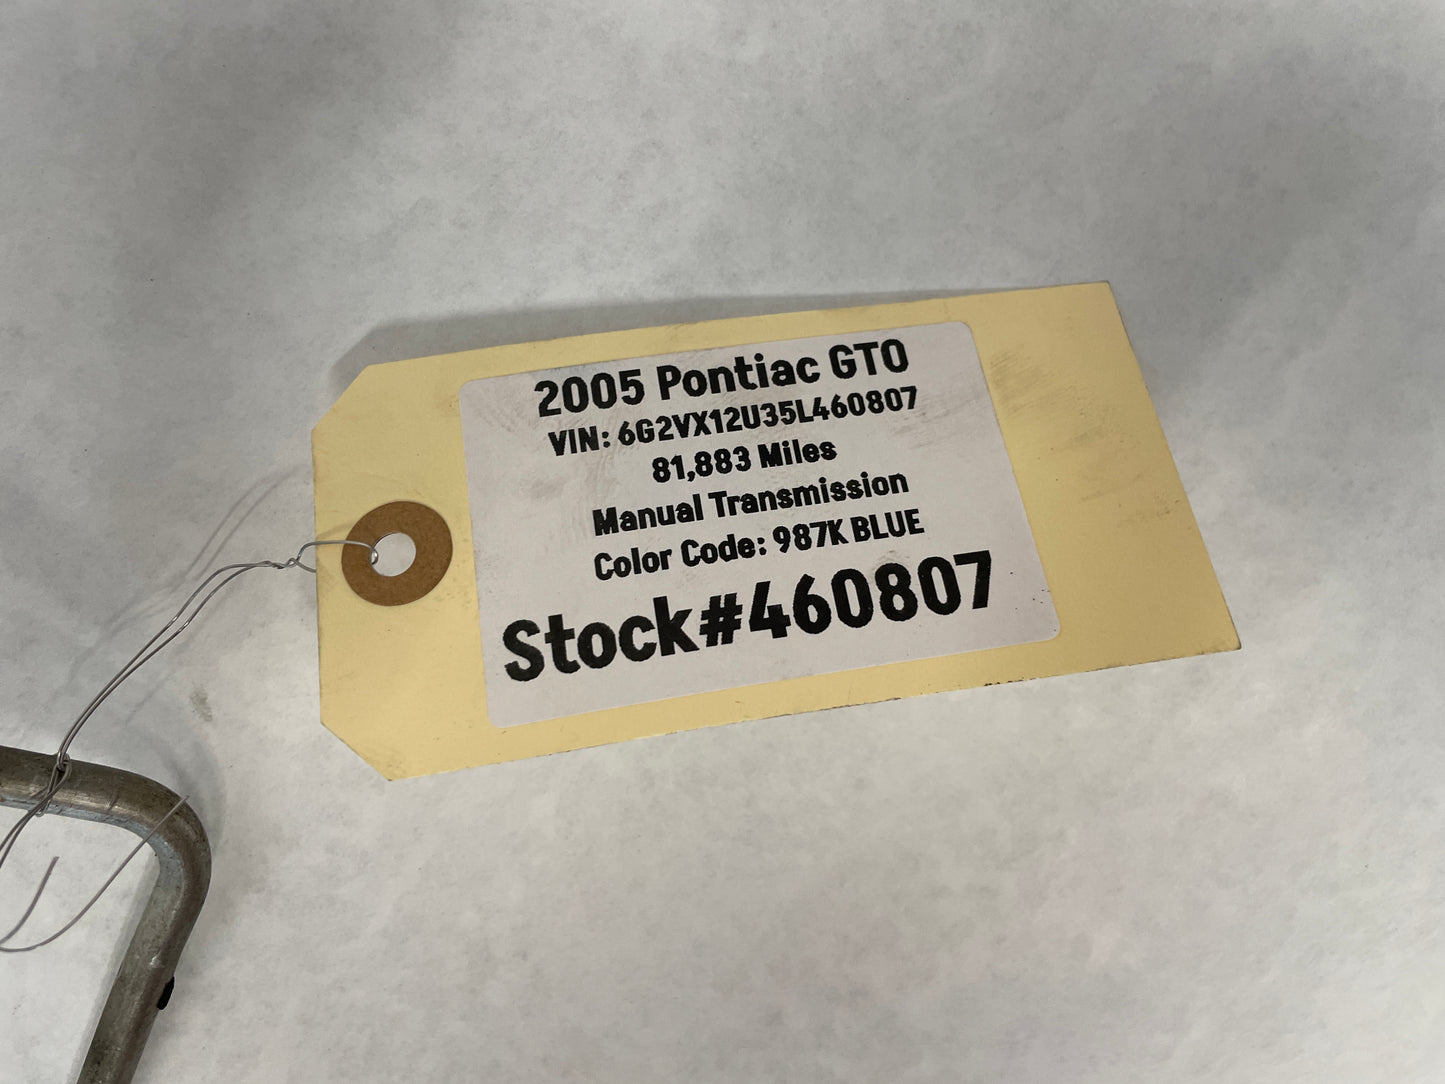 2005 Pontiac GTO
VIN: 6G2VX12U35L460807
81,883 Miles
Manual Transmission
Color Code: 987K BLUE
Stock#460807